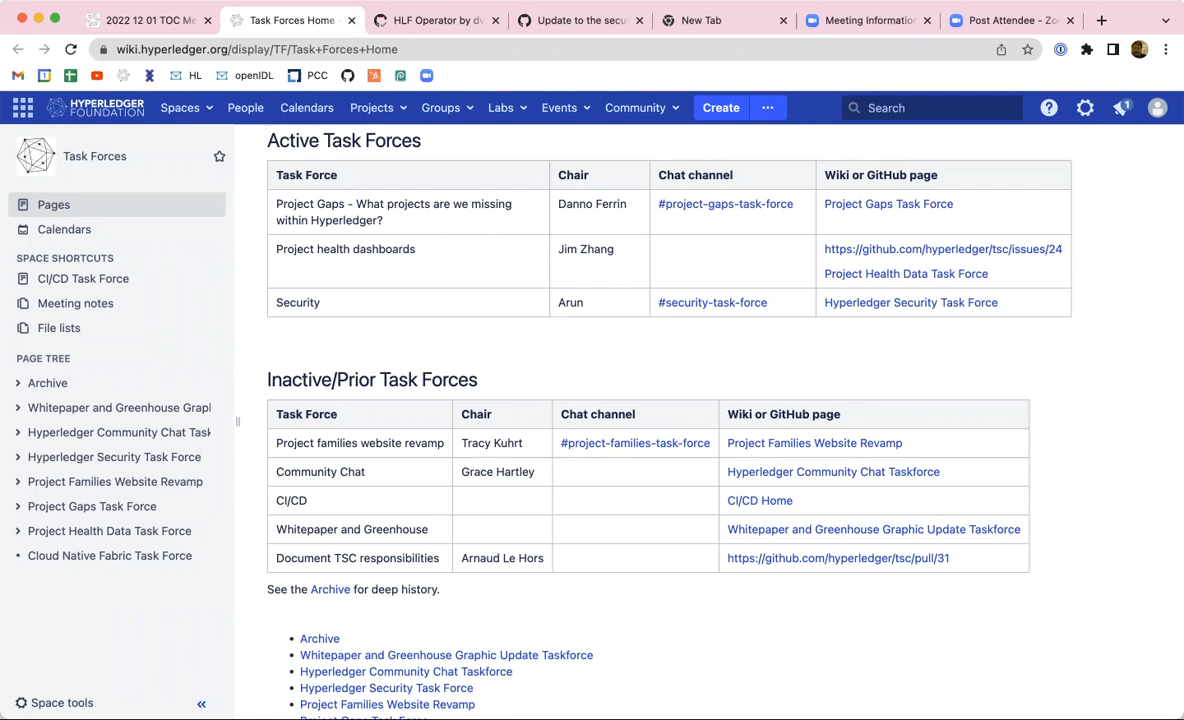 2022 12 01 TOC Me
Task Forces Home -
HLF Operator by dv
Update to the secu
New Tab
Meeting Information
Post Attendee - Zoo
wiki.hyperledger.org/display/TF/Task+Forces+Home
HL
openIDL
PCC
HYPERLEDGER
FOUNDATION
Spaces
People
Calendars
Projects
Groups
Labs
Events
Community
Create
Search
1
Task Forces
Pages
Calendars
SPACE SHORTCUTS
CI/CD Task Force
Meeting notes
File lists
PAGE TREE
Archive
Whitepaper and Greenhouse Grapl
Hyperledger Community Chat Task
Hyperledger Security Task Force
Project Families Website Revamp
Project Gaps Task Force
Project Health Data Task Force
Cloud Native Fabric Task Force
Space tools
Active Task Forces
Task Force Chair Chat channel Wiki or GitHub page
Project Gaps - What projects are we missing Danno Ferrin #project-gaps-task-force Project Gaps Task Force
within Hyperledger?
Project health dashboards Jim Zhang https://github.com/hyperledger/tsc/issues/24
Project Health Data Task Force
Security Arun #security-task-force Hyperledger Security Task Force
Inactive/Prior Task Forces
Task Force Chair Chat channel Wiki or GitHub page
Project families website revamp Tracy Kuhrt #project-families-task-force Project Families Website Revamp
Community Chat Grace Hartley Hyperledger Community Chat Taskforce
CI/CD CI/CD Home
Whitepaper and Greenhouse Whitepaper and Greenhouse Graphic Update Taskforce
Document TSC responsibilities Arnaud Le Hors https://github.com/hyperledger/tsc/pull/31
See the Archive for deep history.
Archive
Whitepaper and Greenhouse Graphic Update Taskforce
Hyperledger Community Chat Taskforce
Hyperledger Security Task Force
Project Families Website Revamp
Project Gaps Task Force